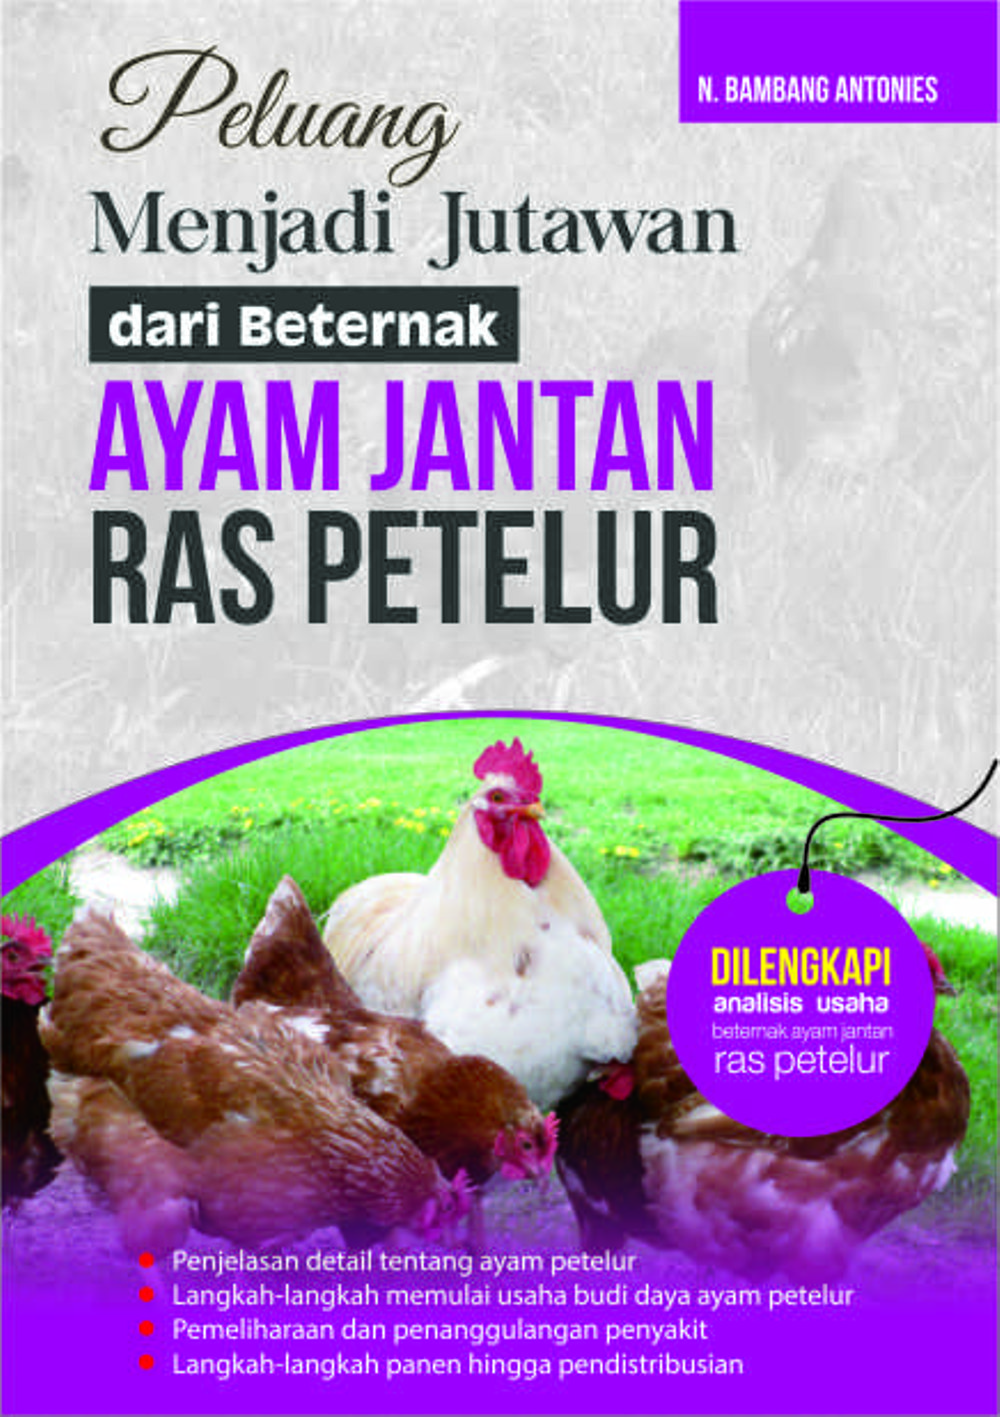 N. BAMBANG ANTONIES
Peluang
Menjadi Jutawan
dari Beternak
AYAM JANTAN
RAS PETELUR
DILENGKAPI
analisis usaha
beternak ayam jantan
ras petelur
Penjelasan detail tentang ayam petelur
Langkah-langkah memulai usaha budi daya ayam petelur
Pemeliharaan dan penanggulangan penyakit
Langkah-langkah panen hingga pendistribusian